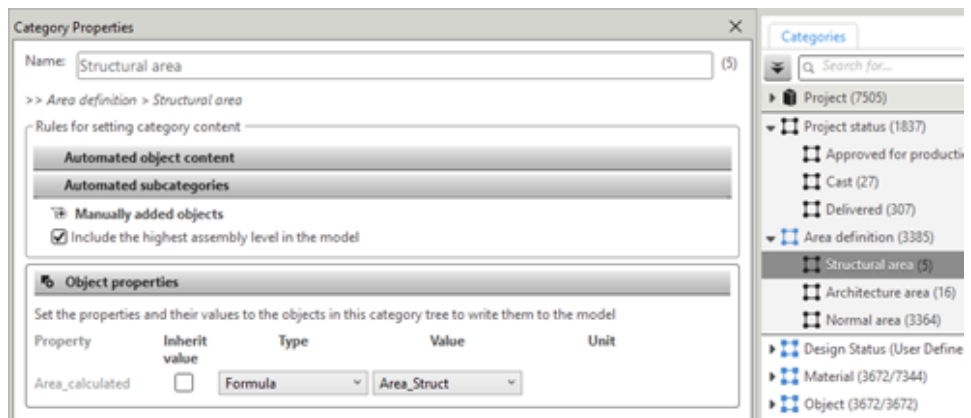 Category Properties
Name: Structural area (5)
>> Area definition > Structural area
Rules for setting category content
Automated object content
Automated subcategories
Manually added objects
Include the highest assembly level in the model
Object properties
Set the properties and their values to the objects in this category tree to write them to the model
Property Inherit value Type Value Unit
Area_calculated Formula Area_Struct
Categories
Search for...
Project (7505)
Project status (1837)
Approved for producti
Cast (27)
Delivered (307)
Area definition (3385)
Structural area (5)
Architecture area (16)
Normal area (3364)
Design Status (User Define
Material (3672/7344)
Object (3672/3672)